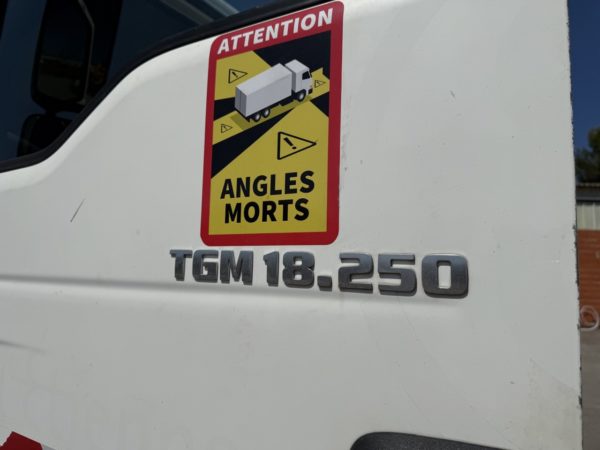 ATTENTION
ANGLES
MORTS
TGM 18.250